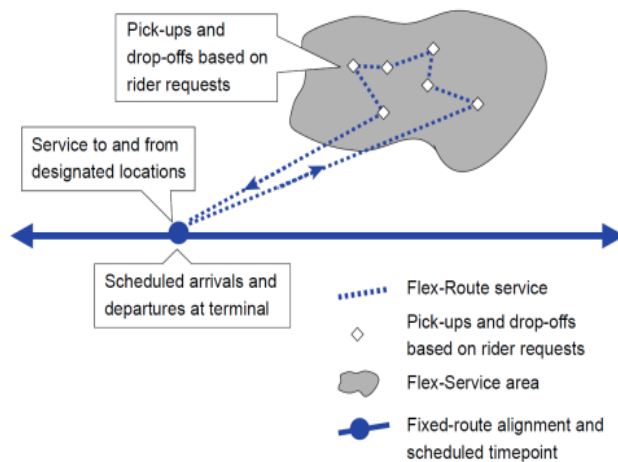 Pick-ups and
drop-offs based on
rider requests
Service to and from
designated locations
Scheduled arrivals and
departures at terminal
Flex-Route service
Pick-ups and drop-offs
based on rider requests
Flex-Service area
Fixed-route alignment and
scheduled timepoint